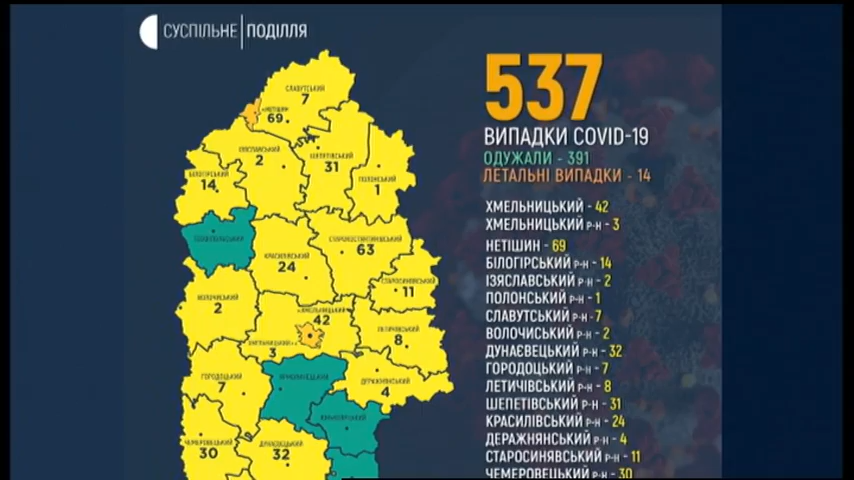 СУСПІЛЬНЕ | ПОДІЛЛЯ
537
ВИПАДКИ COVID-19
ОДУЖАЛИ - 391
ЛЕТАЛЬНІ ВИПАДКИ - 14
ХМЕЛЬНИЦЬКИЙ - 42
ХМЕЛЬНИЦЬКИЙ Р-Н - 3
НЕТІШИН - 69
БІЛОГІРСЬКИЙ Р-Н - 14
ІЗЯСЛАВСЬКИЙ Р-Н - 2
ПОЛОНСЬКИЙ Р-Н - 1
СЛАВУТСЬКИЙ Р-Н - 7
ВОЛОЧИСЬКИЙ Р-Н - 2
ДУНАЄВЕЦЬКИЙ Р-Н - 32
ГОРОДОЦЬКИЙ Р-Н - 7
ЛЕТИЧІВСЬКИЙ Р-Н - 8
ШЕПЕТІВСЬКИЙ Р-Н - 31
КРАСИЛІВСЬКИЙ Р-Н - 24
ДЕРАЖНЯНСЬКИЙ Р-Н - 4
СТАРОСИНЯВСЬКИЙ Р-Н - 11
ЧЕМЕРОВЕЦЬКИЙ Р-Н - 30
СЛАВУТСЬКИЙ
7
НЕТІШИН
69
ІЗЯСЛАВСЬКИЙ
2
ШЕПЕТІВСЬКИЙ
31
ПОЛОНСЬКИЙ
1
БІЛОГІРСЬКИЙ
14
СТАРОКОСТЯНТИНІВСЬКИЙ
63
КРАСИЛІВСЬКИЙ
24
СТАРОСИНЯВСЬКИЙ
11
ВОЛОЧИСЬКИЙ
2
ХМЕЛЬНИЦЬКИЙ
42
ЛЕТИЧІВСЬКИЙ
8
3
ГОРОДОЦЬКИЙ
7
ДЕРАЖНЯНСЬКИЙ
4
ЧЕМЕРОВЕЦЬКИЙ
30
ДУНАЄВЕЦЬКИЙ
32